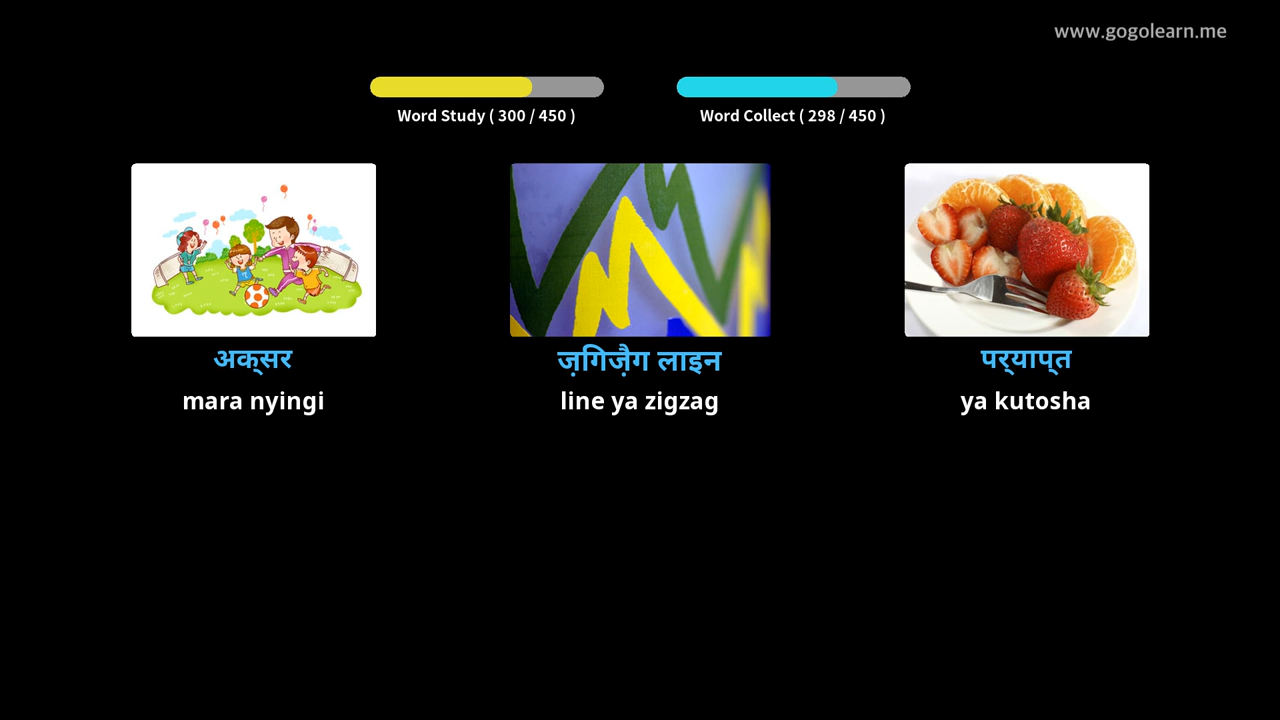 www.gogolearn.me
Word Study ( 300 / 450 )
Word Collect ( 298 / 450 )
अक्‌सर
ज़िगज़ैग लाइन
पर्‌याप्‌त
mara nyingi
line ya zigzag
ya kutosha